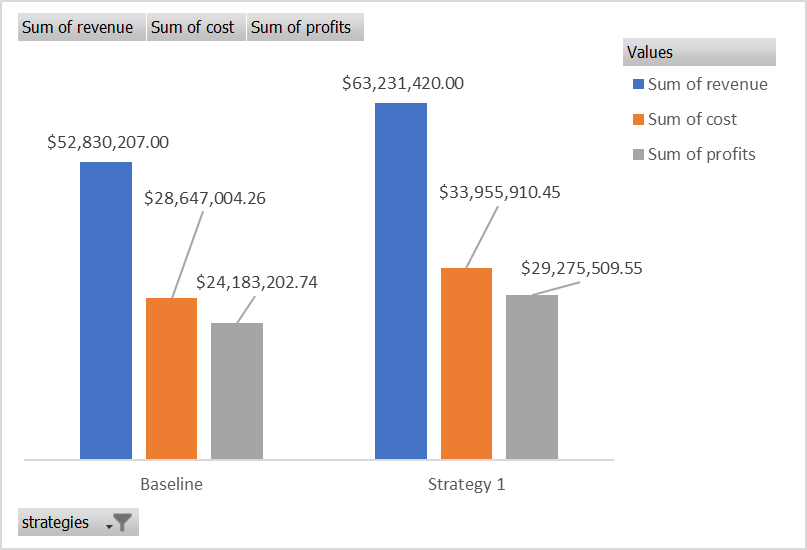 Sum of revenue Sum of cost Sum of profits
Values
Sum of revenue
Sum of cost
Sum of profits
$63,231,420.00
$52,830,207.00
$28,647,004.26
$33,955,910.45
$24,183,202.74
$29,275,509.55
Baseline
Strategy 1
strategies